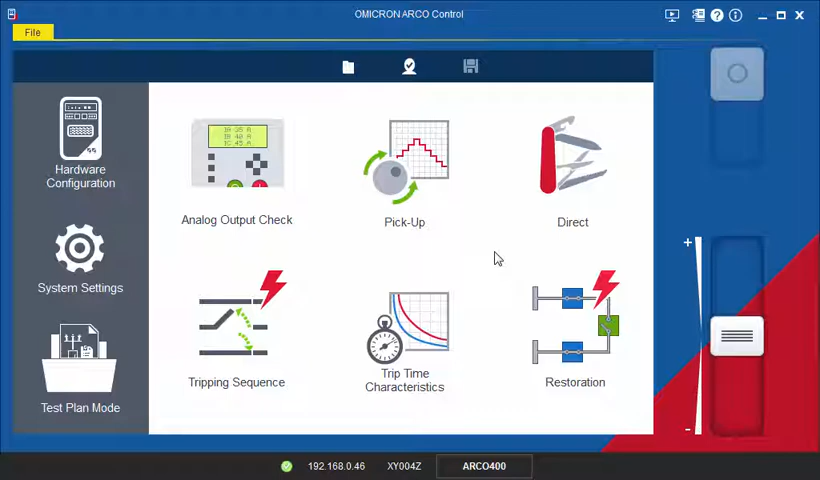 OMICRON ARCO Control
File
Hardware
Configuration
System Settings
Test Plan Mode
Analog Output Check
Pick-Up
Direct
Tripping Sequence
Trip Time
Characteristics
Restoration
+
-
192.168.0.46
XY004Z
ARCO400